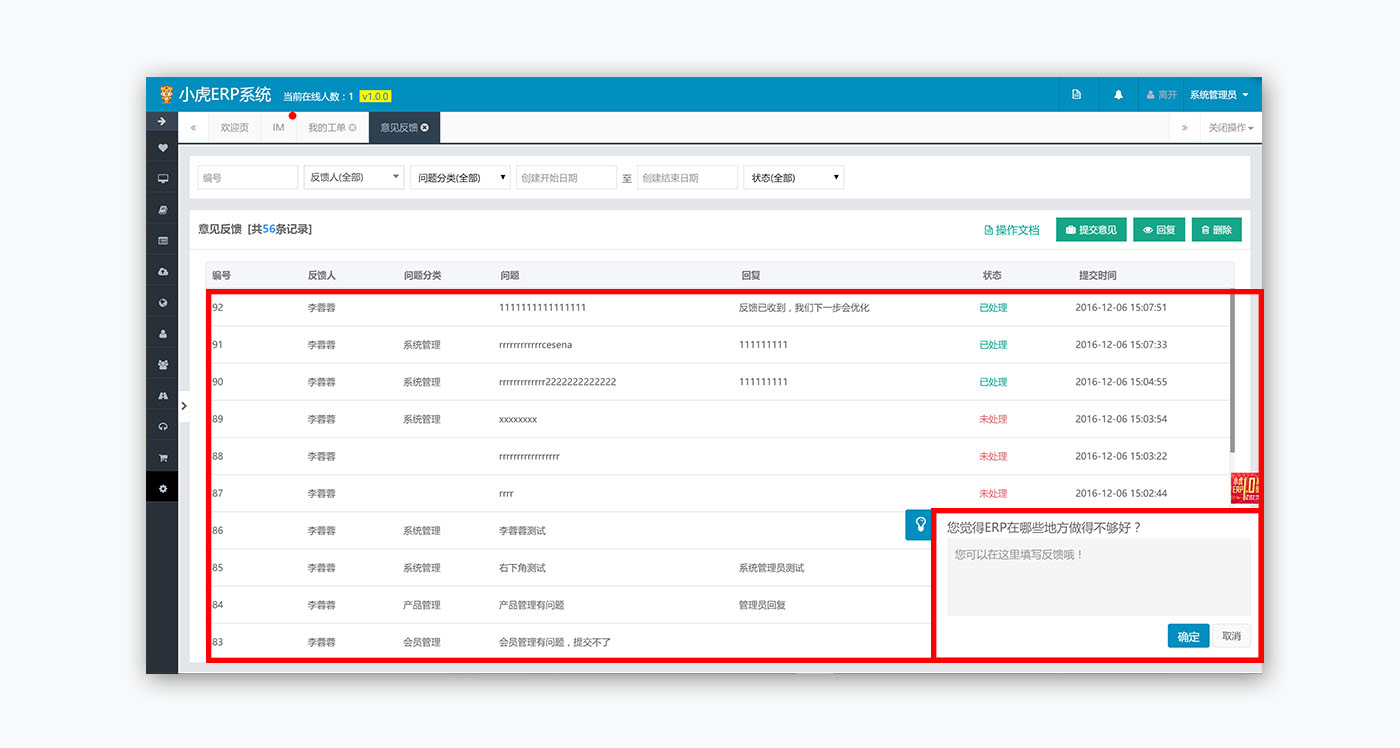 小虎ERP系统 当前在线人数：1 v1.0.0 离开 系统管理员
欢迎页 IM 我的工单 意见反馈 关闭操作
编号 反馈人(全部) 问题分类(全部) 创建开始日期 至 创建结束日期 状态(全部)
意见反馈 [共56条记录] 操作文档 提交意见 回复 删除
编号 反馈人 问题分类 问题 回复 状态 提交时间
92 李蓉蓉 1111111111111111 反馈已收到，我们下一步会优化 已处理 2016-12-06 15:07:51
91 李蓉蓉 系统管理 rrrrrrrrrrrrcesena 111111111 已处理 2016-12-06 15:07:33
90 李蓉蓉 系统管理 rrrrrrrrrrrrr2222222222222 111111111 已处理 2016-12-06 15:04:55
89 李蓉蓉 系统管理 xxxxxxxx 未处理 2016-12-06 15:03:54
88 李蓉蓉 rrrrrrrrrrrrrrrrr 未处理 2016-12-06 15:03:22
87 李蓉蓉 rrrr 未处理 2016-12-06 15:02:44
86 李蓉蓉 系统管理 李蓉蓉测试
85 李蓉蓉 系统管理 右下角测试 系统管理员测试
84 李蓉蓉 产品管理 产品管理有问题 管理员回复
83 李蓉蓉 会员管理 会员管理有问题，提交不了
ERP 1.0
您觉得ERP在哪些地方做得不够好？
您可以在这里填写反馈哦！
确定 取消